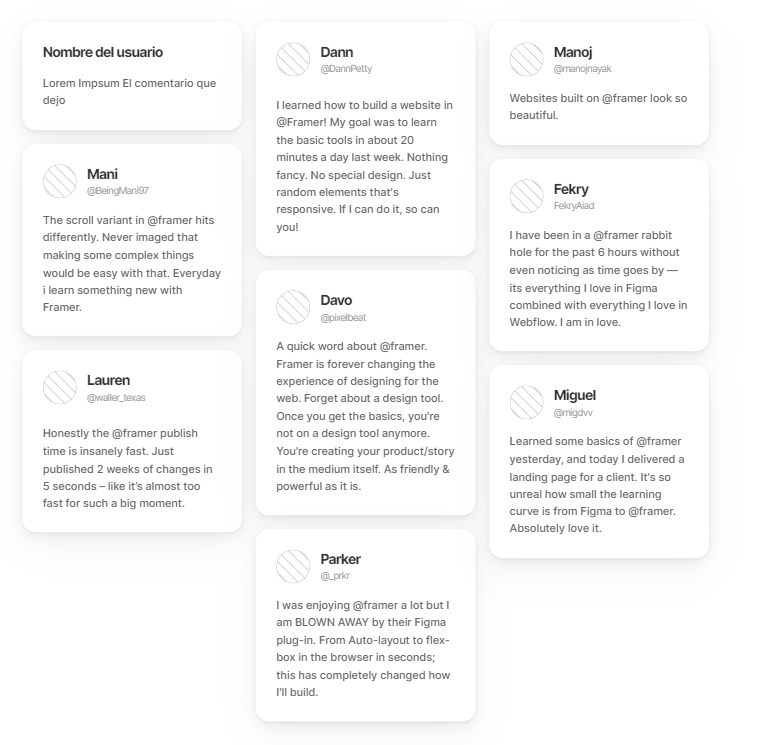 Nombre del usuario
Lorem Impsum El comentario que
dejo
Mani
@BeingMani97
The scroll variant in @framer hits
differently. Never imaged that
making some complex things
would be easy with that. Everyday
i learn something new with
Framer.
Lauren
@waller_texas
Honestly the @framer publish
time is insanely fast. Just
published 2 weeks of changes in
5 seconds – like it's almost too
fast for such a big moment.
Dann
@DannPetty
I learned how to build a website in
@Framer! My goal was to learn
the basic tools in about 20
minutes a day last week. Nothing
fancy. No special design. Just
random elements that's
responsive. If I can do it, so can
you!
Davo
@pixelbeat
A quick word about @framer.
Framer is forever changing the
experience of designing for the
web. Forget about a design tool.
Once you get the basics, you're
not on a design tool anymore.
You're creating your product/story
in the medium itself. As friendly &
powerful as it is.
Parker
@_prkr
I was enjoying @framer a lot but I
am BLOWN AWAY by their Figma
plug-in. From Auto-layout to flex-
box in the browser in seconds;
this has completely changed how
I'll build.
Manoj
@manojnayak
Websites built on @framer look so
beautiful.
Fekry
FekryAiad
I have been in a @framer rabbit
hole for the past 6 hours without
even noticing as time goes by —
its everything I love in Figma
combined with everything I love in
Webflow. I am in love.
Miguel
@migdvv
Learned some basics of @framer
yesterday, and today I delivered a
landing page for a client. It's so
unreal how small the learning
curve is from Figma to @framer.
Absolutely love it.